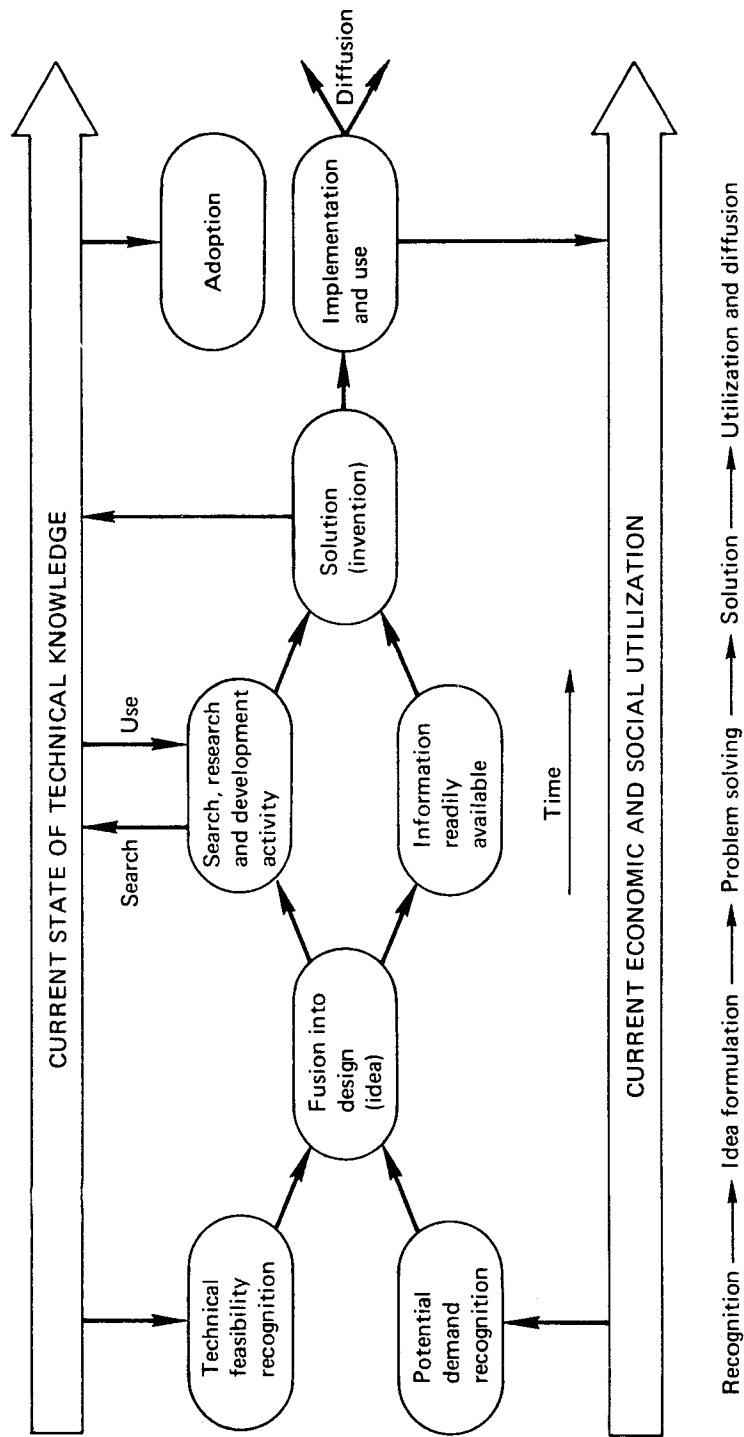 CURRENT STATE OF TECHNICAL KNOWLEDGE
Technical
feasibility
recognition
Potential
demand
recognition
Fusion into
design
(idea)
Search
Use
Search, research
and development
activity
Information
readily
available
Time
Solution
(invention)
Adoption
Implementation
and use
Diffusion
CURRENT ECONOMIC AND SOCIAL UTILIZATION
Recognition → Idea formulation → Problem solving → Solution → Utilization and diffusion